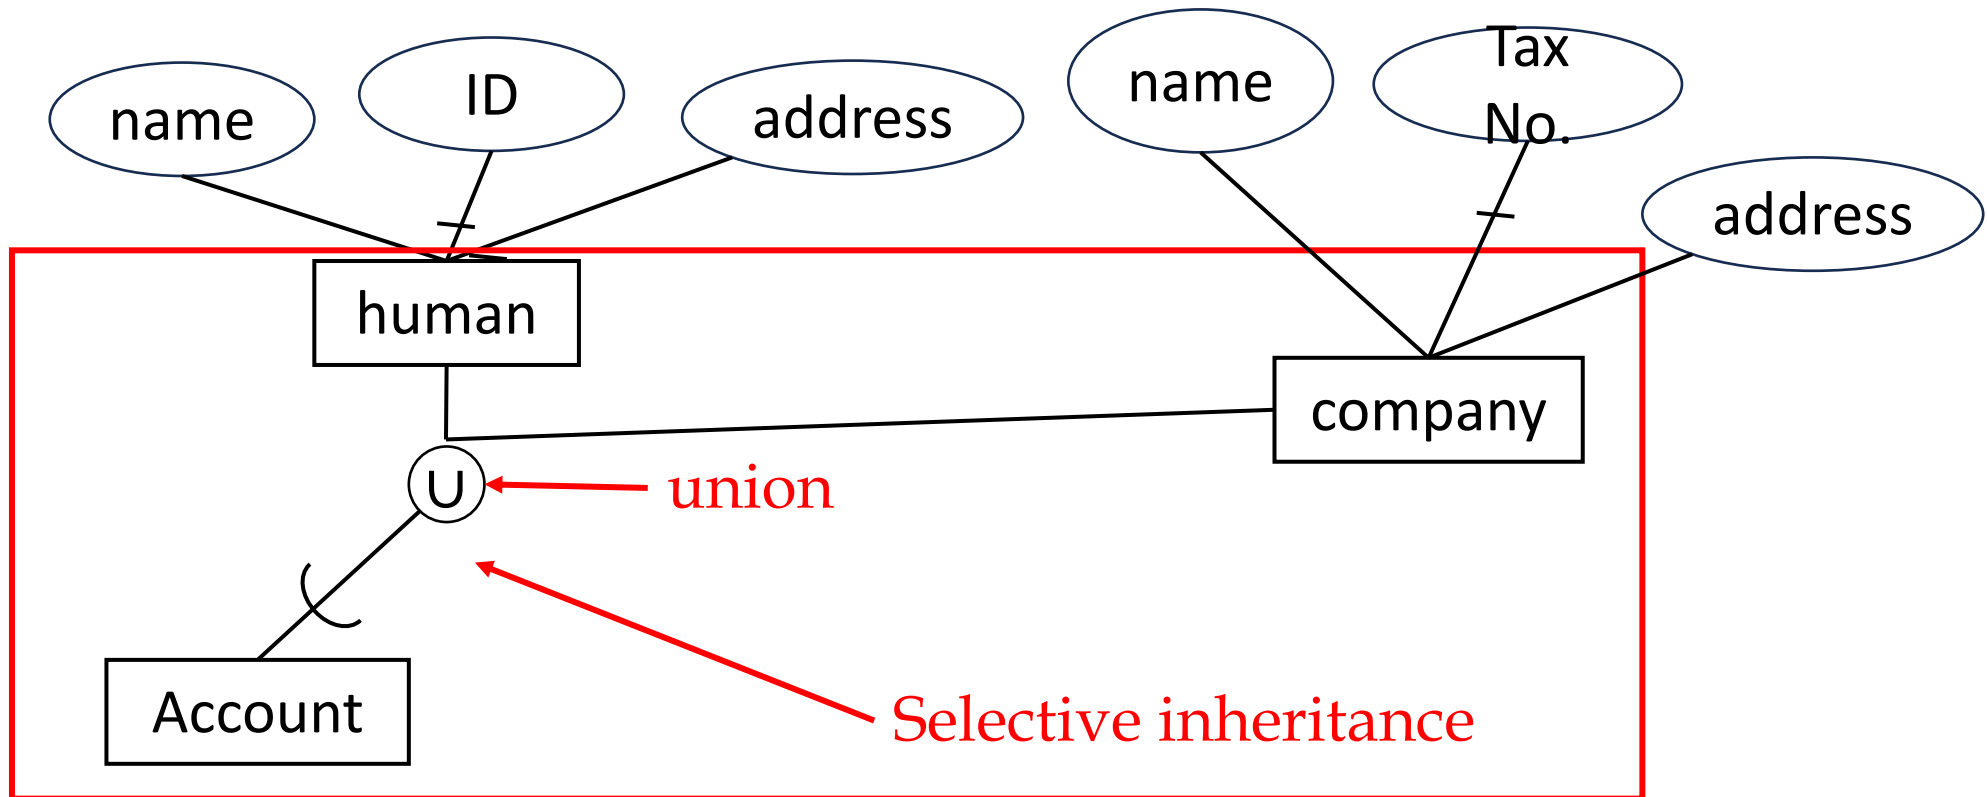 name
ID
address
name
Tax
No.
address
human
company
U
union
Account
Selective inheritance